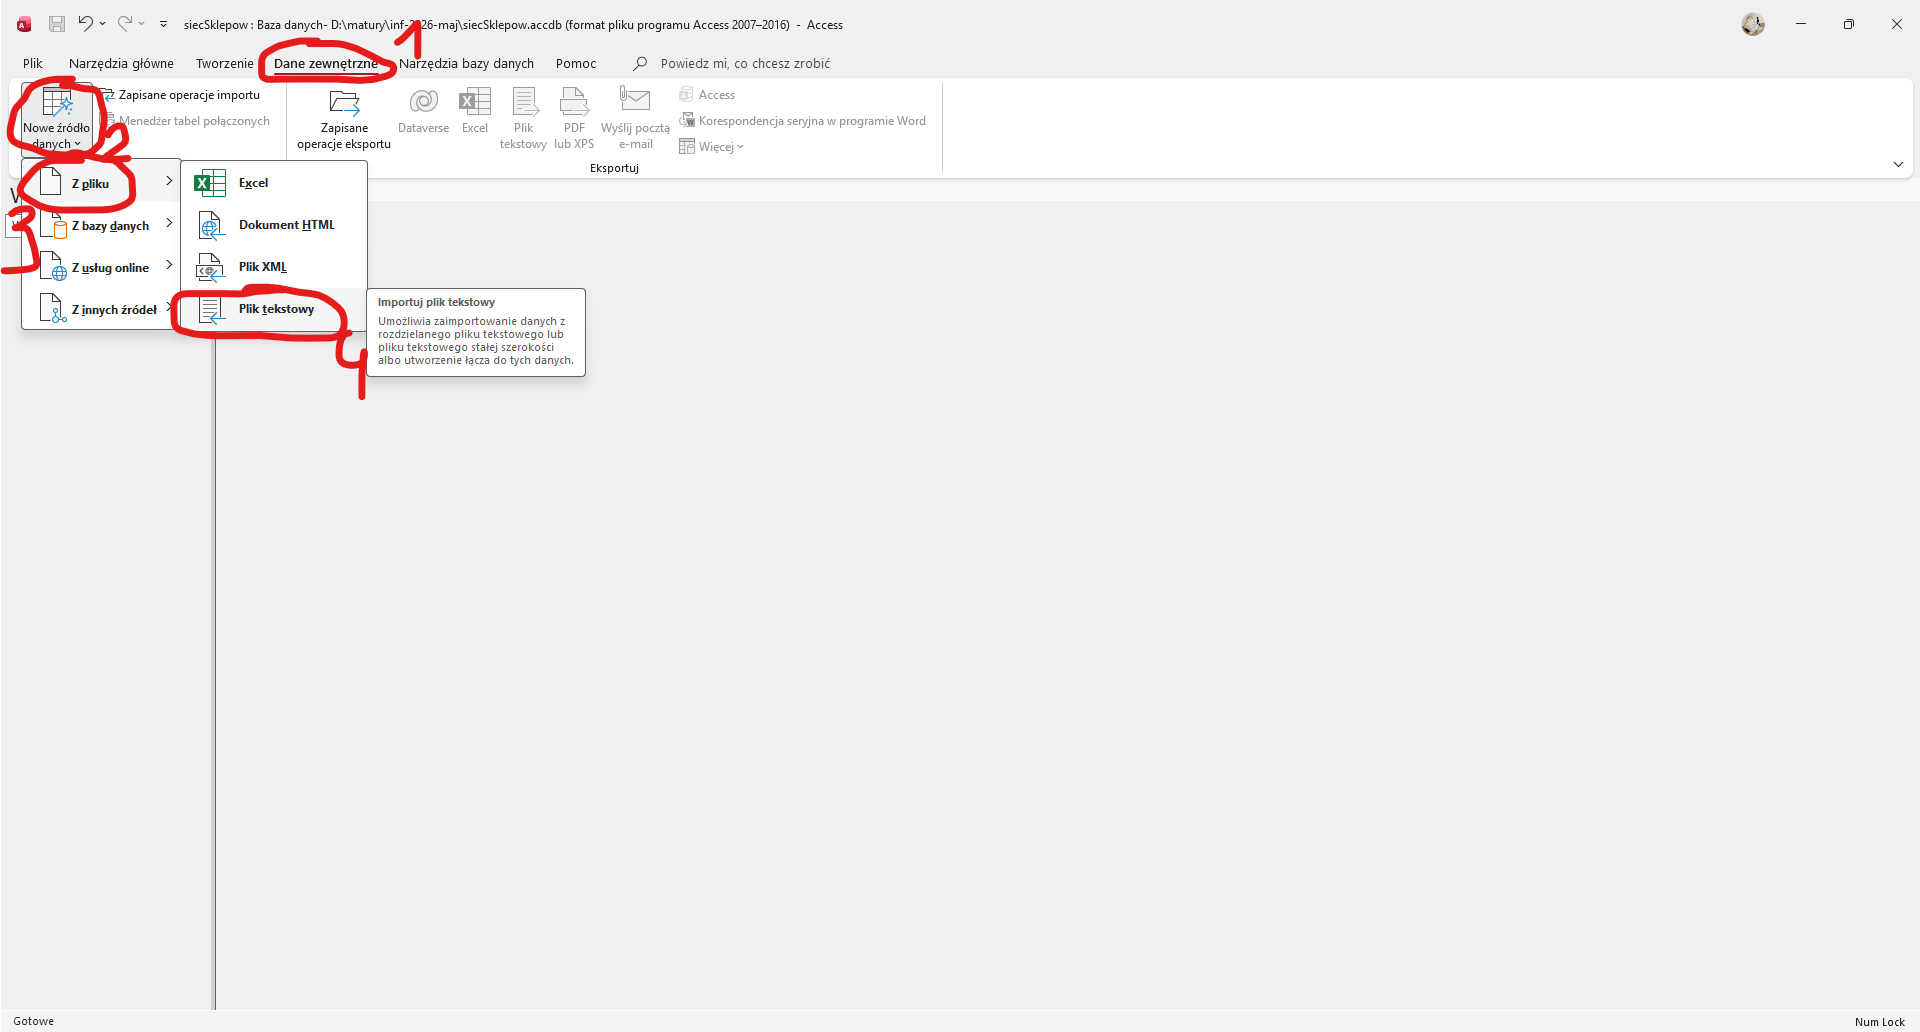 siecSklepow : Baza danych- D:\matury\inf-2026-maj\siecSklepow.accdb (format pliku programu Access 2007–2016) - Access
1
Plik
Narzędzia główne
Tworzenie
Dane zewnętrzne
Narzędzia bazy danych
Pomoc
Powiedz mi, co chcesz zrobić
Nowe źródło
danych
2
Zapisane operacje importu
Menedżer tabel połączonych
Zapisane
operacje eksportu
Dataverse
Excel
Plik
tekstowy
PDF
lub XPS
Wyślij pocztą
e-mail
Access
Korespondencja seryjna w programie Word
Więcej
Eksportuj
Z pliku
3
Z bazy danych
Z usług online
Z innych źródeł
Excel
Dokument HTML
Plik XML
Plik tekstowy
4
Importuj plik tekstowy
Umożliwia zaimportowanie danych z
rozdzielanego pliku tekstowego lub
pliku tekstowego stałej szerokości
albo utworzenie łącza do tych danych.
Gotowe
Num Lock